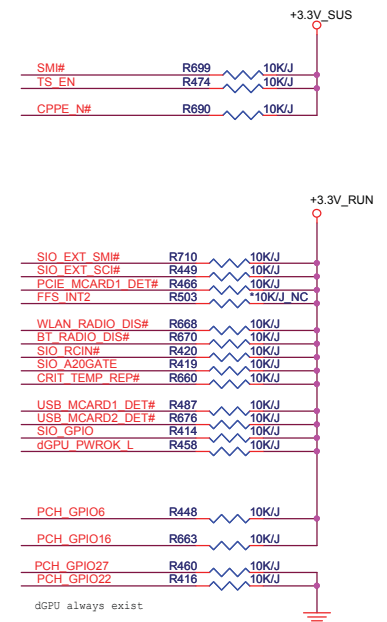 +3.3V_SUS
SMI# R699 10K/J
TS_EN R474 10K/J
CPPE_N# R690 10K/J
+3.3V_RUN
SIO_EXT_SMI# R710 10K/J
SIO_EXT_SCI# R449 10K/J
PCIE_MCARD1_DET# R466 10K/J
FFS_INT2 R503 *10K/J_NC
WLAN_RADIO_DIS# R668 10K/J
BT_RADIO_DIS# R670 10K/J
SIO_RCIN# R420 10K/J
SIO_A20GATE R419 10K/J
CRIT_TEMP_REP# R660 10K/J
USB_MCARD1_DET# R487 10K/J
USB_MCARD2_DET# R676 10K/J
SIO_GPIO R414 10K/J
dGPU_PWROK_L R458 10K/J
PCH_GPIO6 R448 10K/J
PCH_GPIO16 R663 10K/J
PCH_GPIO27 R460 10K/J
PCH_GPIO22 R416 10K/J
dGPU always exist